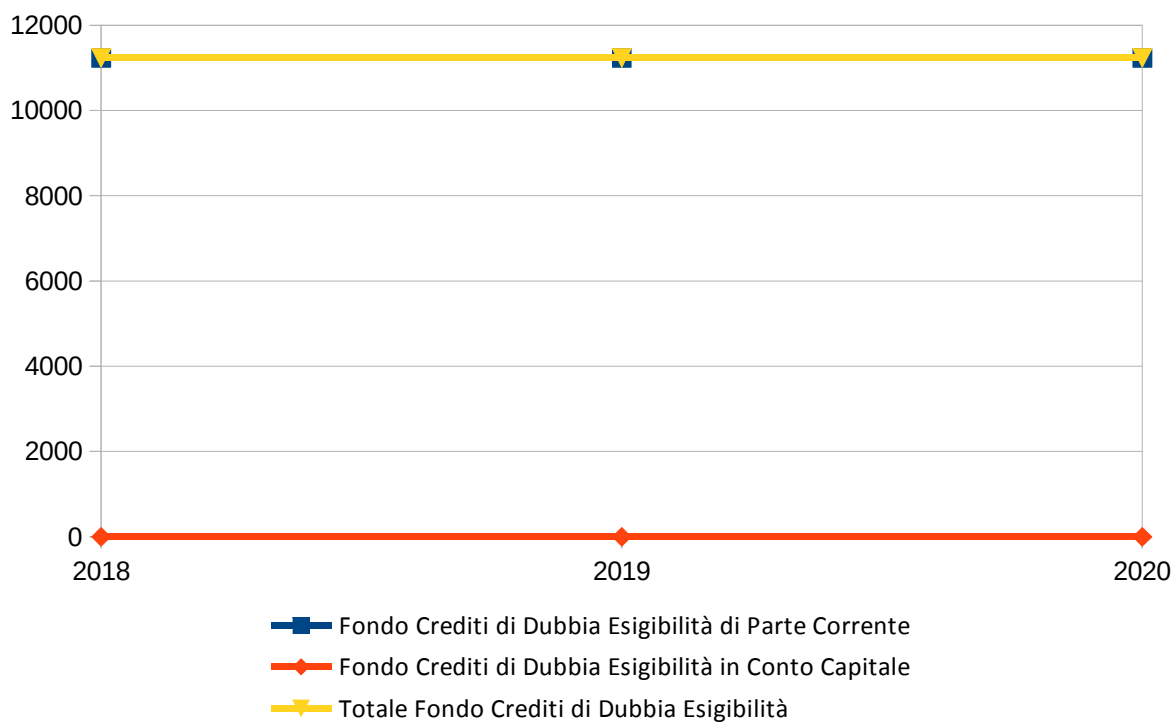 12000
10000
8000
6000
4000
2000
0
2018 2019 2020
Fondo Crediti di Dubbia Esigibilità di Parte Corrente
Fondo Crediti di Dubbia Esigibilità in Conto Capitale
Totale Fondo Crediti di Dubbia Esigibilità